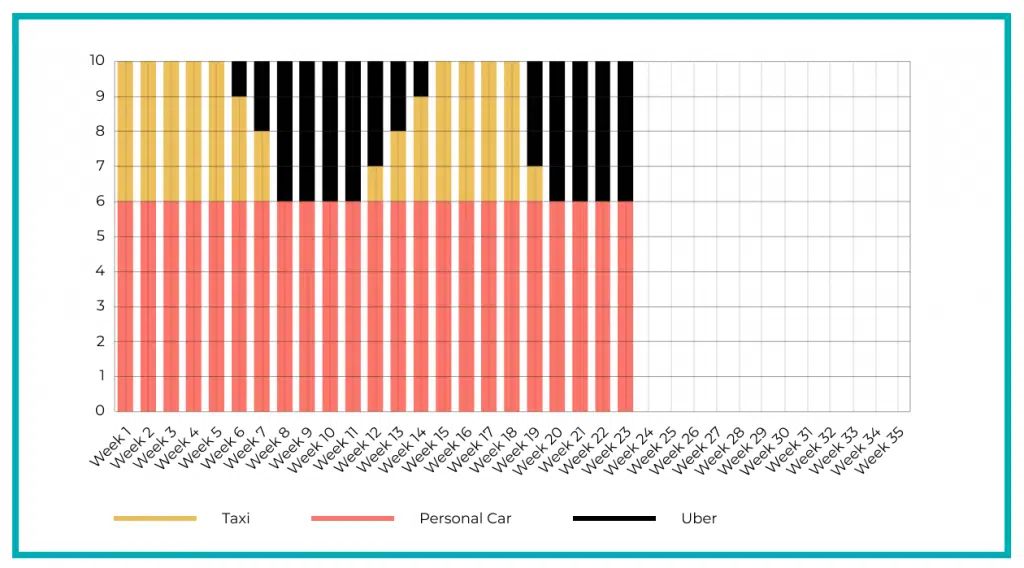 10
9
8
7
6
5
4
3
2
1
0
Week 1
Week 2
Week 3
Week 4
Week 5
Week 6
Week 7
Week 8
Week 9
Week 10
Week 11
Week 12
Week 13
Week 14
Week 15
Week 16
Week 17
Week 18
Week 19
Week 20
Week 21
Week 22
Week 23
Week 24
Week 25
Week 26
Week 27
Week 28
Week 29
Week 30
Week 31
Week 32
Week 33
Week 34
Week 35
Taxi Personal Car Uber